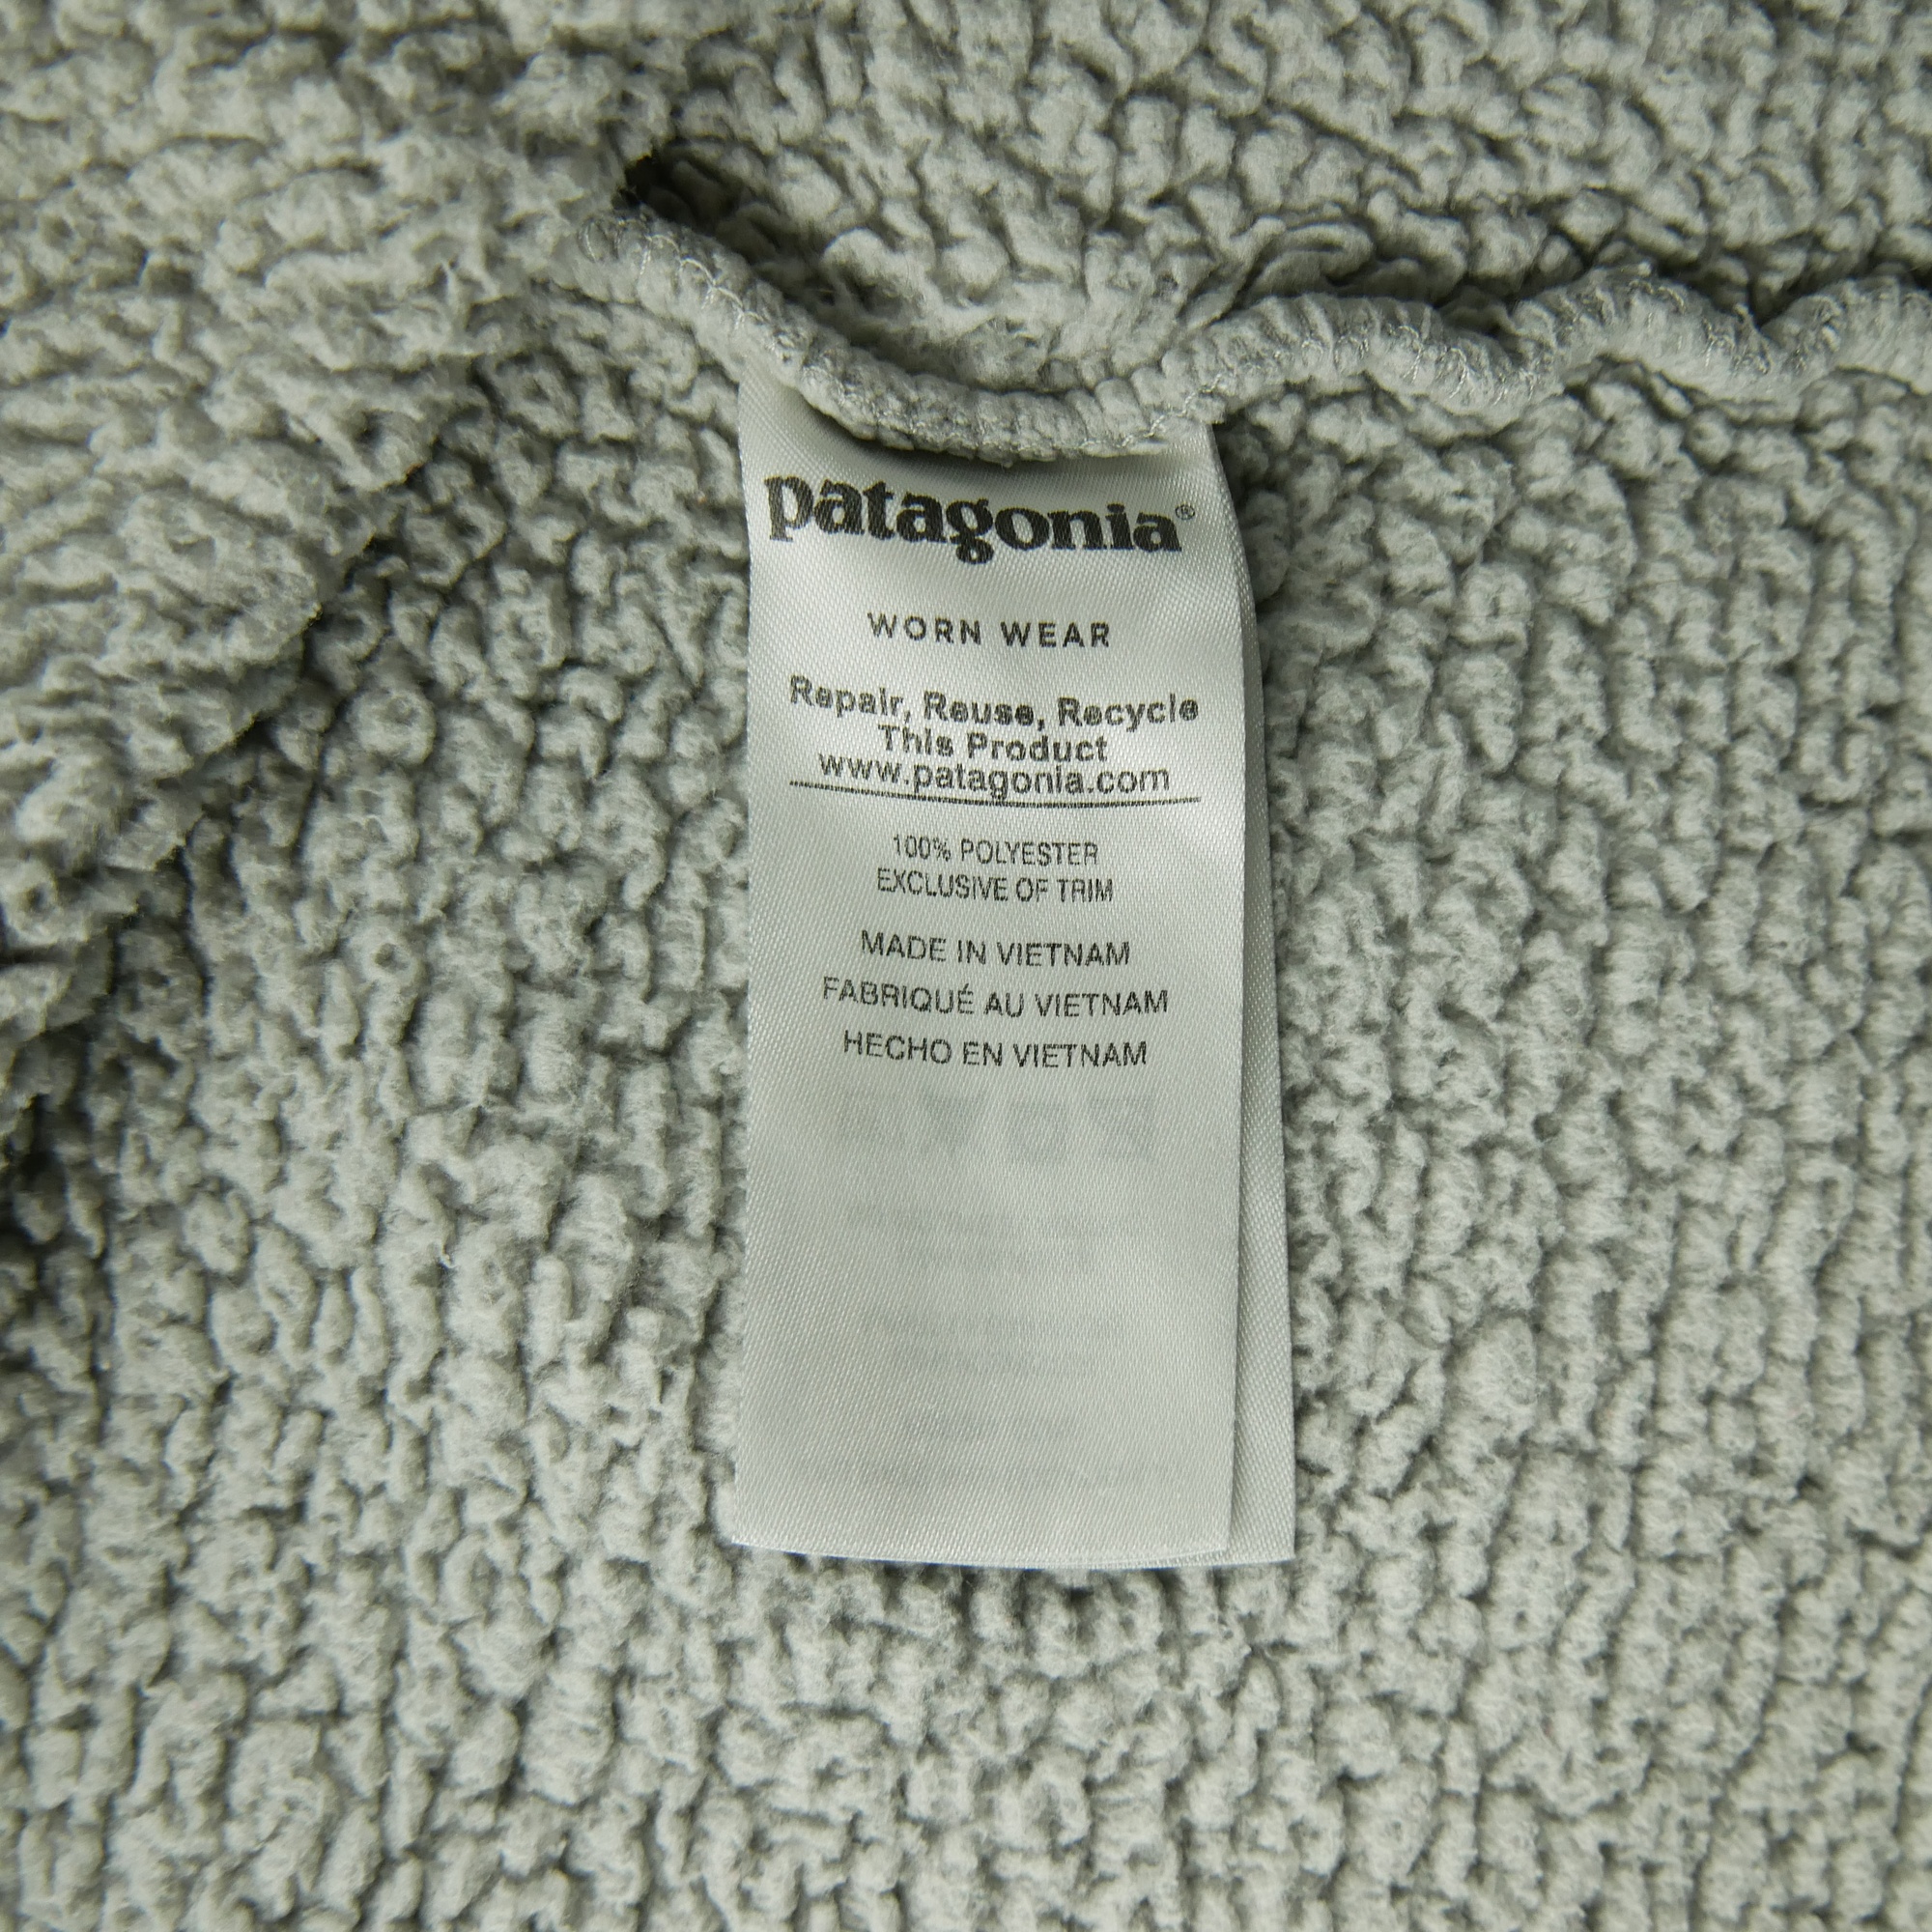 patagonia®
WORN WEAR
Repair, Reuse, Recycle
This Product
www.patagonia.com
100% POLYESTER
EXCLUSIVE OF TRIM
MADE IN VIETNAM
FABRIQUÉ AU VIETNAM
HECHO EN VIETNAM